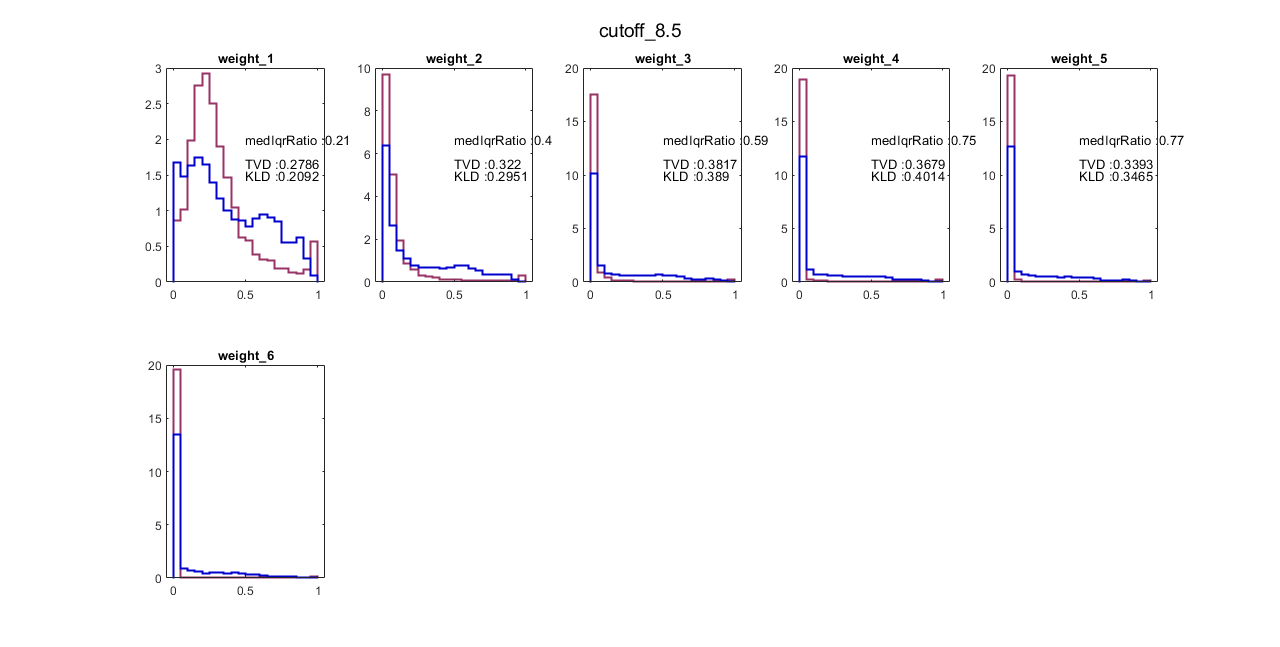 cutoff_8.5
weight_1
3
2.5
2
1.5
1
0.5
0
0
0.5
1
medIqrRatio :0.21
TVD :0.2786
KLD :0.2092
weight_2
10
8
6
4
2
0
0
0.5
1
medIqrRatio :0.4
TVD :0.322
KLD :0.2951
weight_3
20
15
10
5
0
0
0.5
1
medIqrRatio :0.59
TVD :0.3817
KLD :0.389
weight_4
20
15
10
5
0
0
0.5
1
medIqrRatio :0.75
TVD :0.3679
KLD :0.4014
weight_5
20
15
10
5
0
0
0.5
1
medIqrRatio :0.77
TVD :0.3393
KLD :0.3465
weight_6
20
15
10
5
0
0
0.5
1